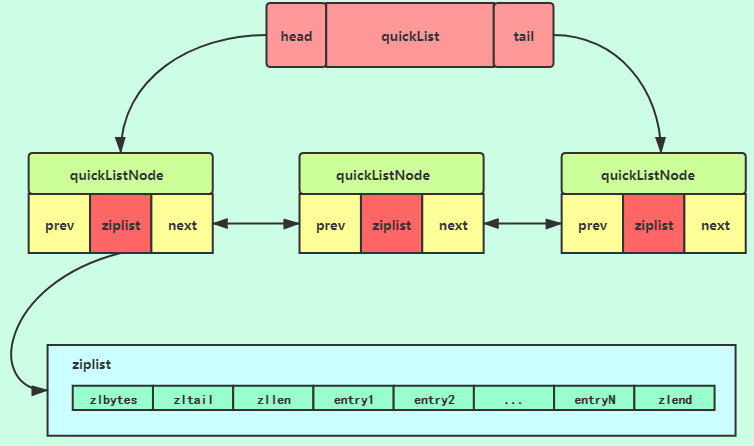 head quickList tail
quickListNode quickListNode quickListNode
prev ziplist next prev ziplist next prev ziplist next
ziplist
zlbytes zltail zllen entry1 entry2 ... entryN zlend